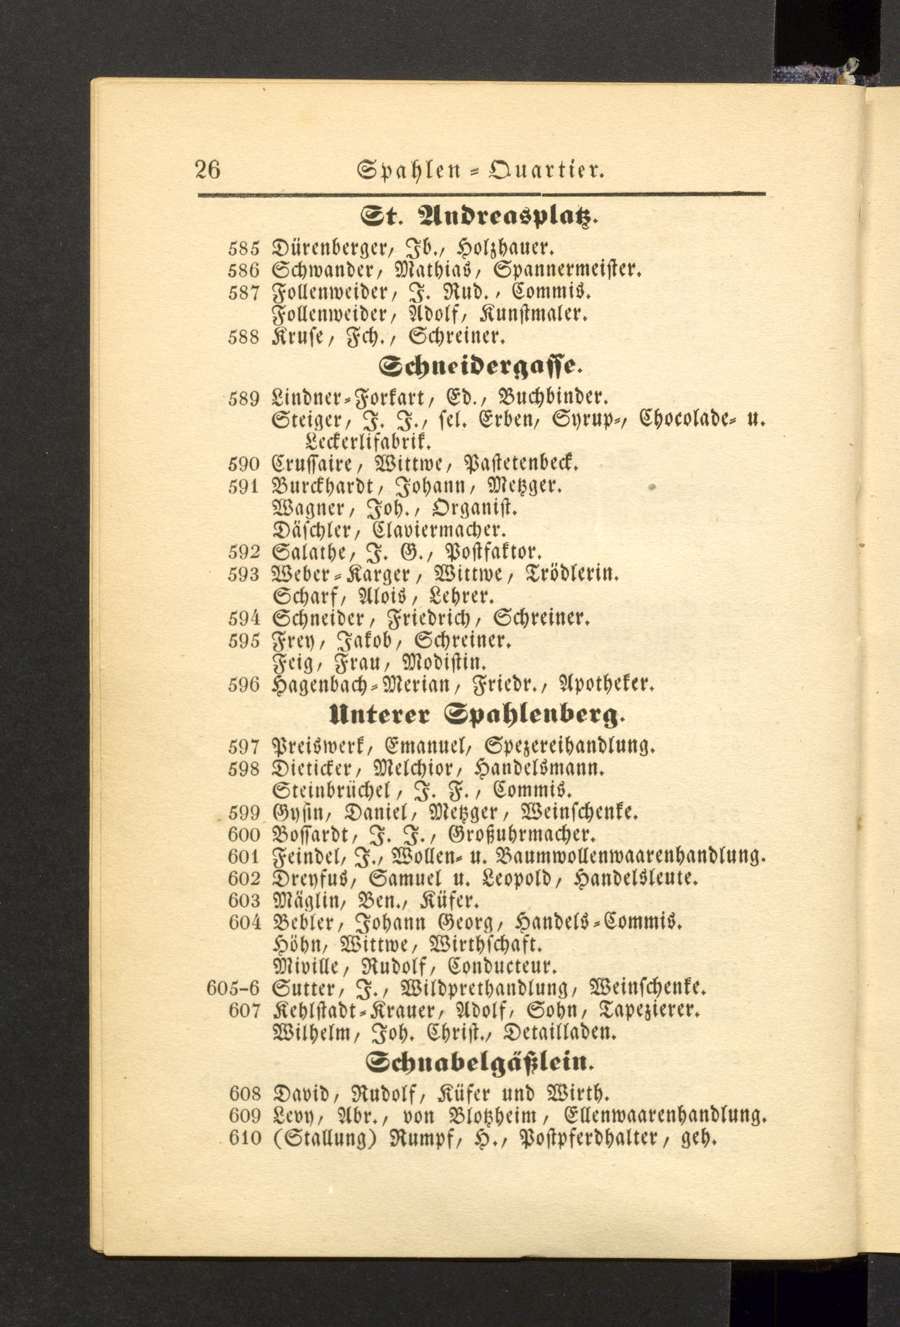 26 Spahlen-Quartier.
St. Andreasplatz.
585 Dürenberger, Jb., Holzhauer.
586 Schwander, Mathias, Spannermeister.
587 Follenweider, J. Rud., Commis.
Follenweider, Adolf, Kunstmaler.
588 Kruse, Fch., Schreiner.
Schneidergasse.
589 Lindner-Forkart, Ed., Buchbinder.
Steiger, J. J., sel. Erben, Syrup-, Chocolade- u.
Leckerlifabrik.
590 Crussaire, Wittwe, Pastetenbeck.
591 Burckhardt, Johann, Metzger.
Wagner, Joh., Organist.
Däschler, Claviermacher.
592 Salathe, J. G., Postfaktor.
593 Weber-Karger, Wittwe, Trödlerin.
Scharf, Alois, Lehrer.
594 Schneider, Friedrich, Schreiner.
595 Frey, Jakob, Schreiner.
Feig, Frau, Modistin.
596 Hagenbach-Merian, Friedr., Apotheker.
Unterer Spahlenberg.
597 Preiswerk, Emanuel, Spezereihandlung.
598 Dieticker, Melchior, Handelsmann.
Steinbrüchel, J. F., Commis.
599 Gysin, Daniel, Metzger, Weinschenke.
600 Bossardt, J. J., Großuhrmacher.
601 Feindel, J., Wollen- u. Baumwollenwaarenhandlung.
602 Dreyfus, Samuel u. Leopold, Handelsleute.
603 Mäglin, Ben., Küfer.
604 Bebler, Johann Georg, Handels-Commis.
Höhn, Wittwe, Wirthschaft.
Miville, Rudolf, Conducteur.
605-6 Sutter, J., Wildprethandlung, Weinschenke.
607 Kehlstadt-Krauer, Adolf, Sohn, Tapezierer.
Wilhelm, Joh. Christ., Detailladen.
Schnabelgäßlein.
608 David, Rudolf, Küfer und Wirth.
609 Levy, Abr., von Blotzheim, Ellenwaarenhandlung.
610 (Stallung) Rumpf, H., Postpferdhalter, geh.